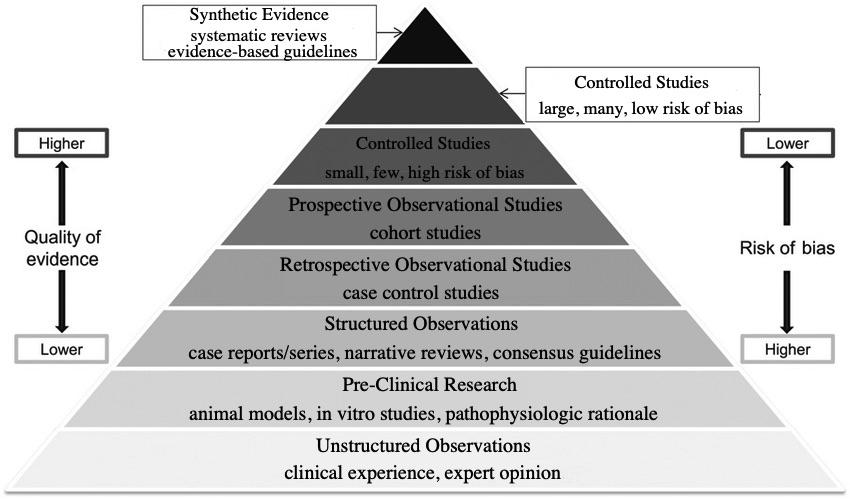 Synthetic Evidence
systematic reviews
evidence-based guidelines
Controlled Studies
large, many, low risk of bias
Higher
Quality of
evidence
Lower
Controlled Studies
small, few, high risk of bias
Prospective Observational Studies
cohort studies
Retrospective Observational Studies
case control studies
Structured Observations
case reports/series, narrative reviews, consensus guidelines
Pre-Clinical Research
animal models, in vitro studies, pathophysiologic rationale
Unstructured Observations
clinical experience, expert opinion
Lower
Risk of bias
Higher